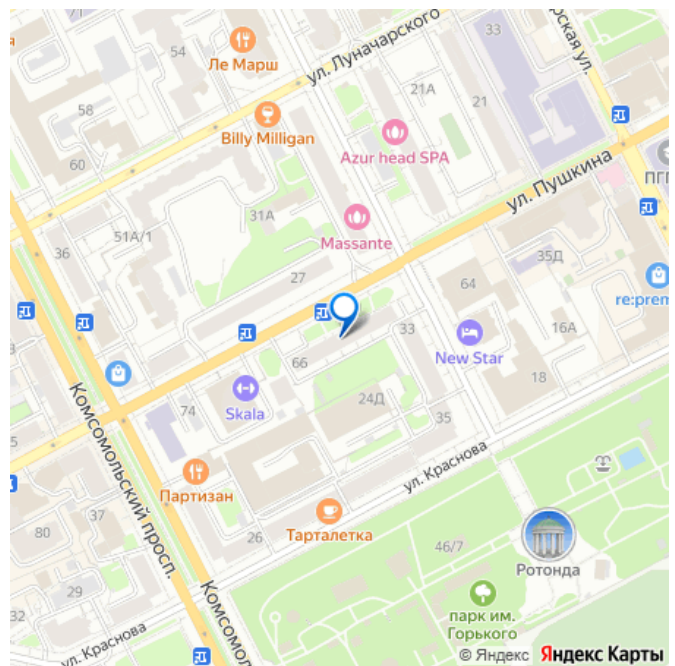 54
Ле Марш
ул. Луначарского
33
рская ул.
58
Billy Milligan
21А
21
Azur head SPA
60
ул. Пушкина
ПГГ
31А
51А/1
36
Massante
35Д
27
64
re:prem
33
16А
66
New Star
18
24Д
Skala
74
35
Комсомольский просп.
ул. Краснова
Партизан
37
80
Тарталетка
26
46/7
Ротонда
29
32
парк им.
Горького
Комсомол
ул. Краснова
© Яндекс Яндекс Карты